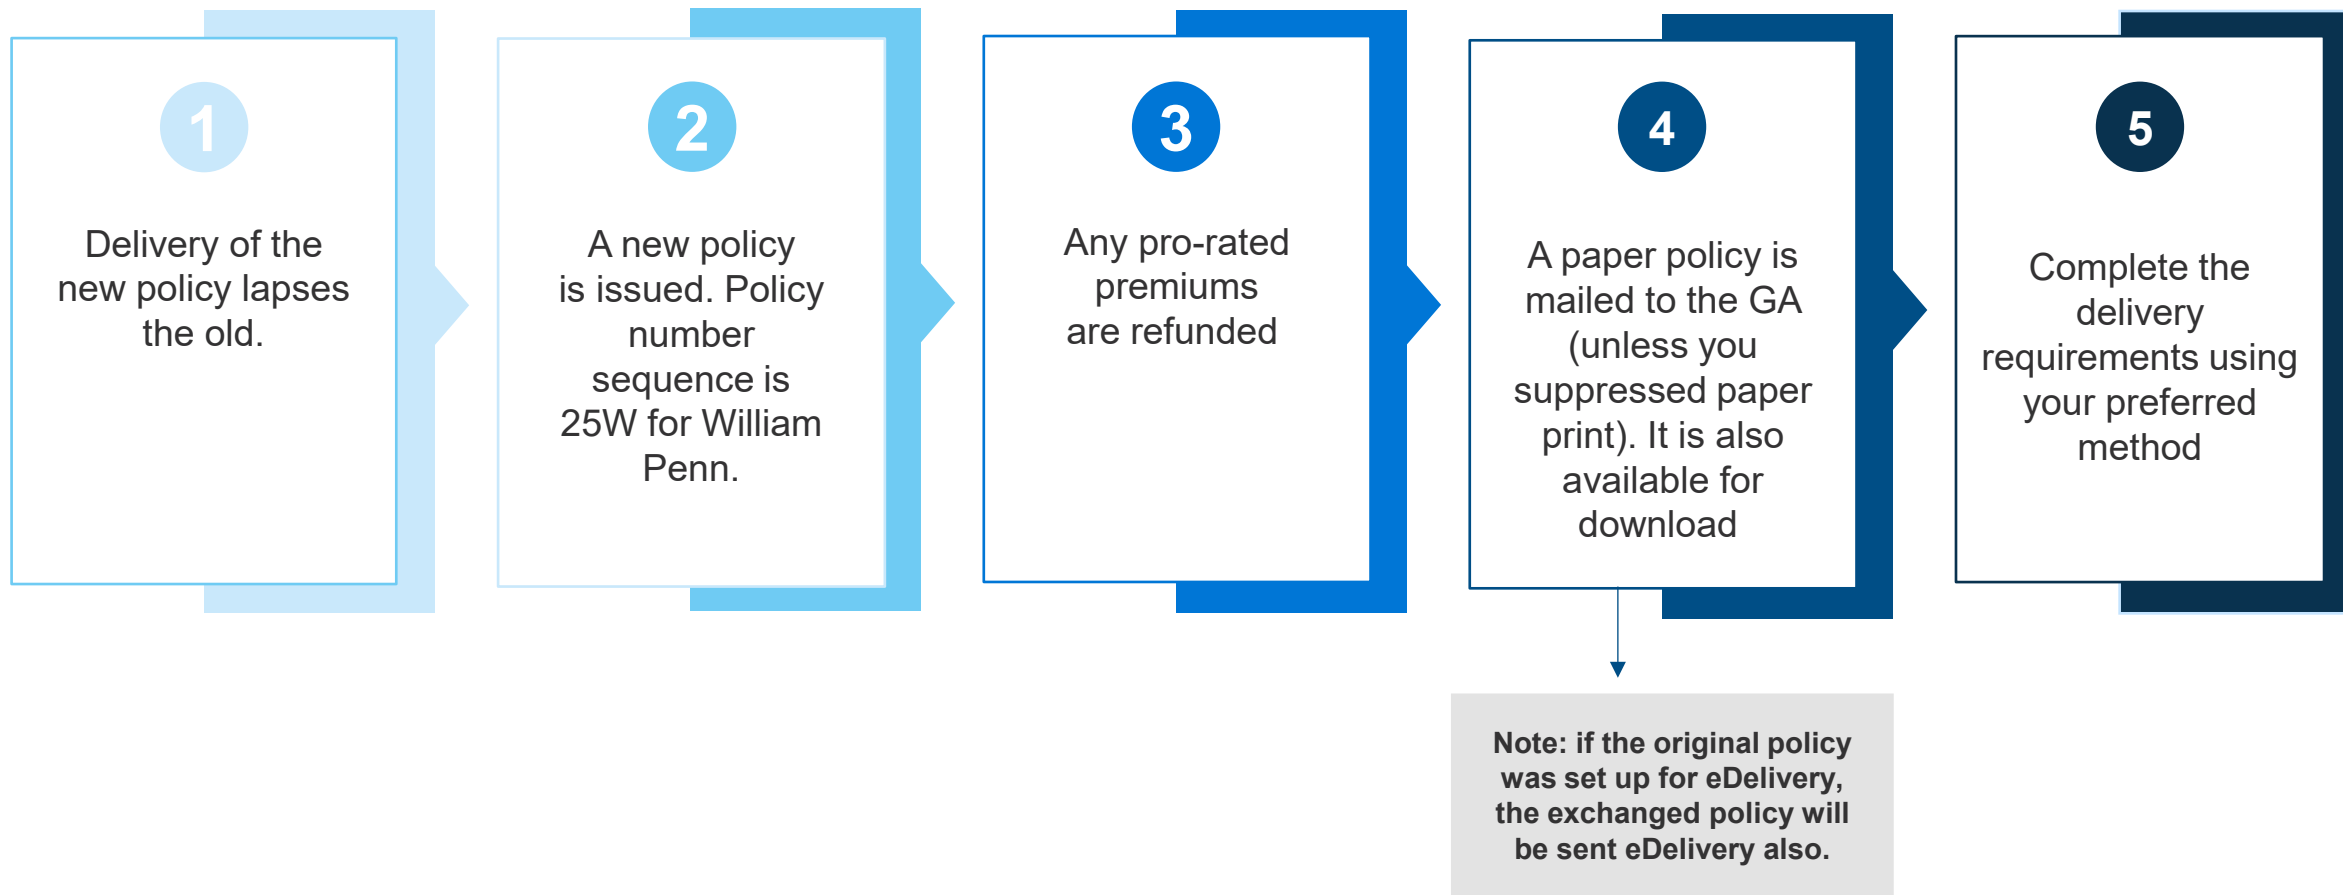 1
Delivery of the
new policy lapses
the old.
2
A new policy
is issued. Policy
number
sequence is
25W for William
Penn.
3
Any pro-rated
premiums
are refunded
4
A paper policy is
mailed to the GA
(unless you
suppressed paper
print). It is also
available for
download
5
Complete the
delivery
requirements using
your preferred
method
Note: if the original policy
was set up for eDelivery,
the exchanged policy will
be sent eDelivery also.